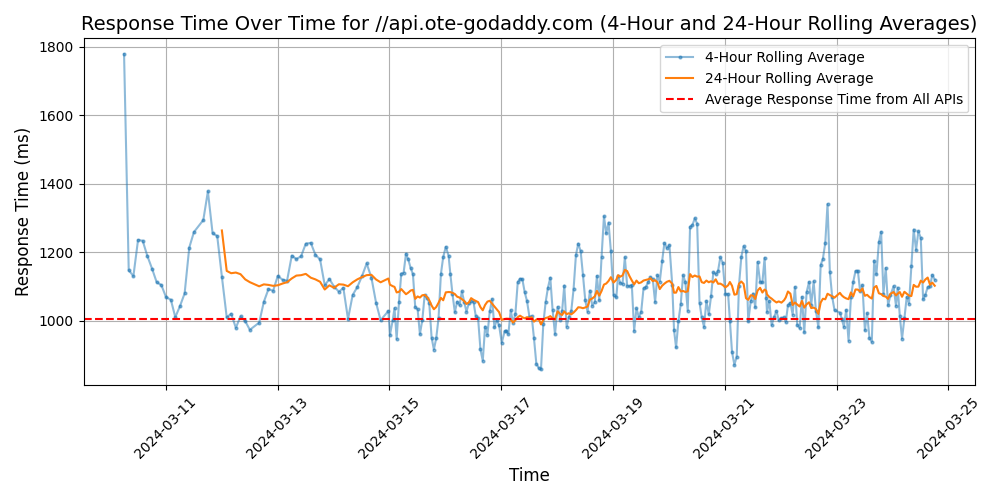 Response Time Over Time for //api.ote-godaddy.com (4-Hour and 24-Hour Rolling Averages)
4-Hour Rolling Average
24-Hour Rolling Average
Average Response Time from All APIs
Response Time (ms)
1800
1600
1400
1200
1000
2024-03-11
2024-03-13
2024-03-15
2024-03-17
2024-03-19
2024-03-21
2024-03-23
2024-03-25
Time